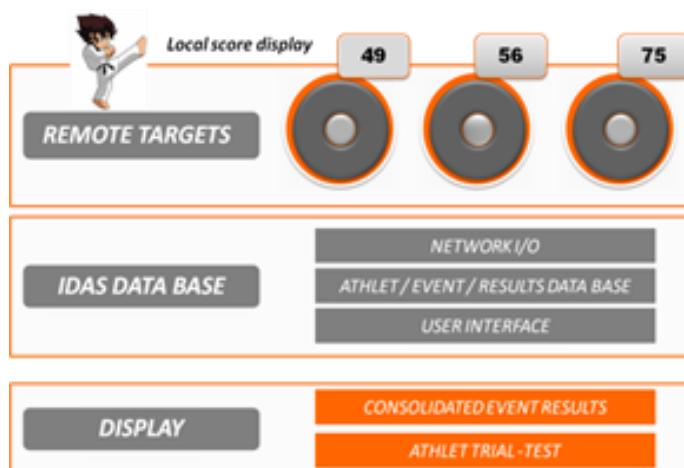 Local score display
49
56
75
REMOTE TARGETS
NETWORK I/O
IDAS DATA BASE
ATHLET / EVENT / RESULTS DATA BASE
USER INTERFACE
CONSOLIDATED EVENT RESULTS
DISPLAY
ATHLET TRIAL -TEST